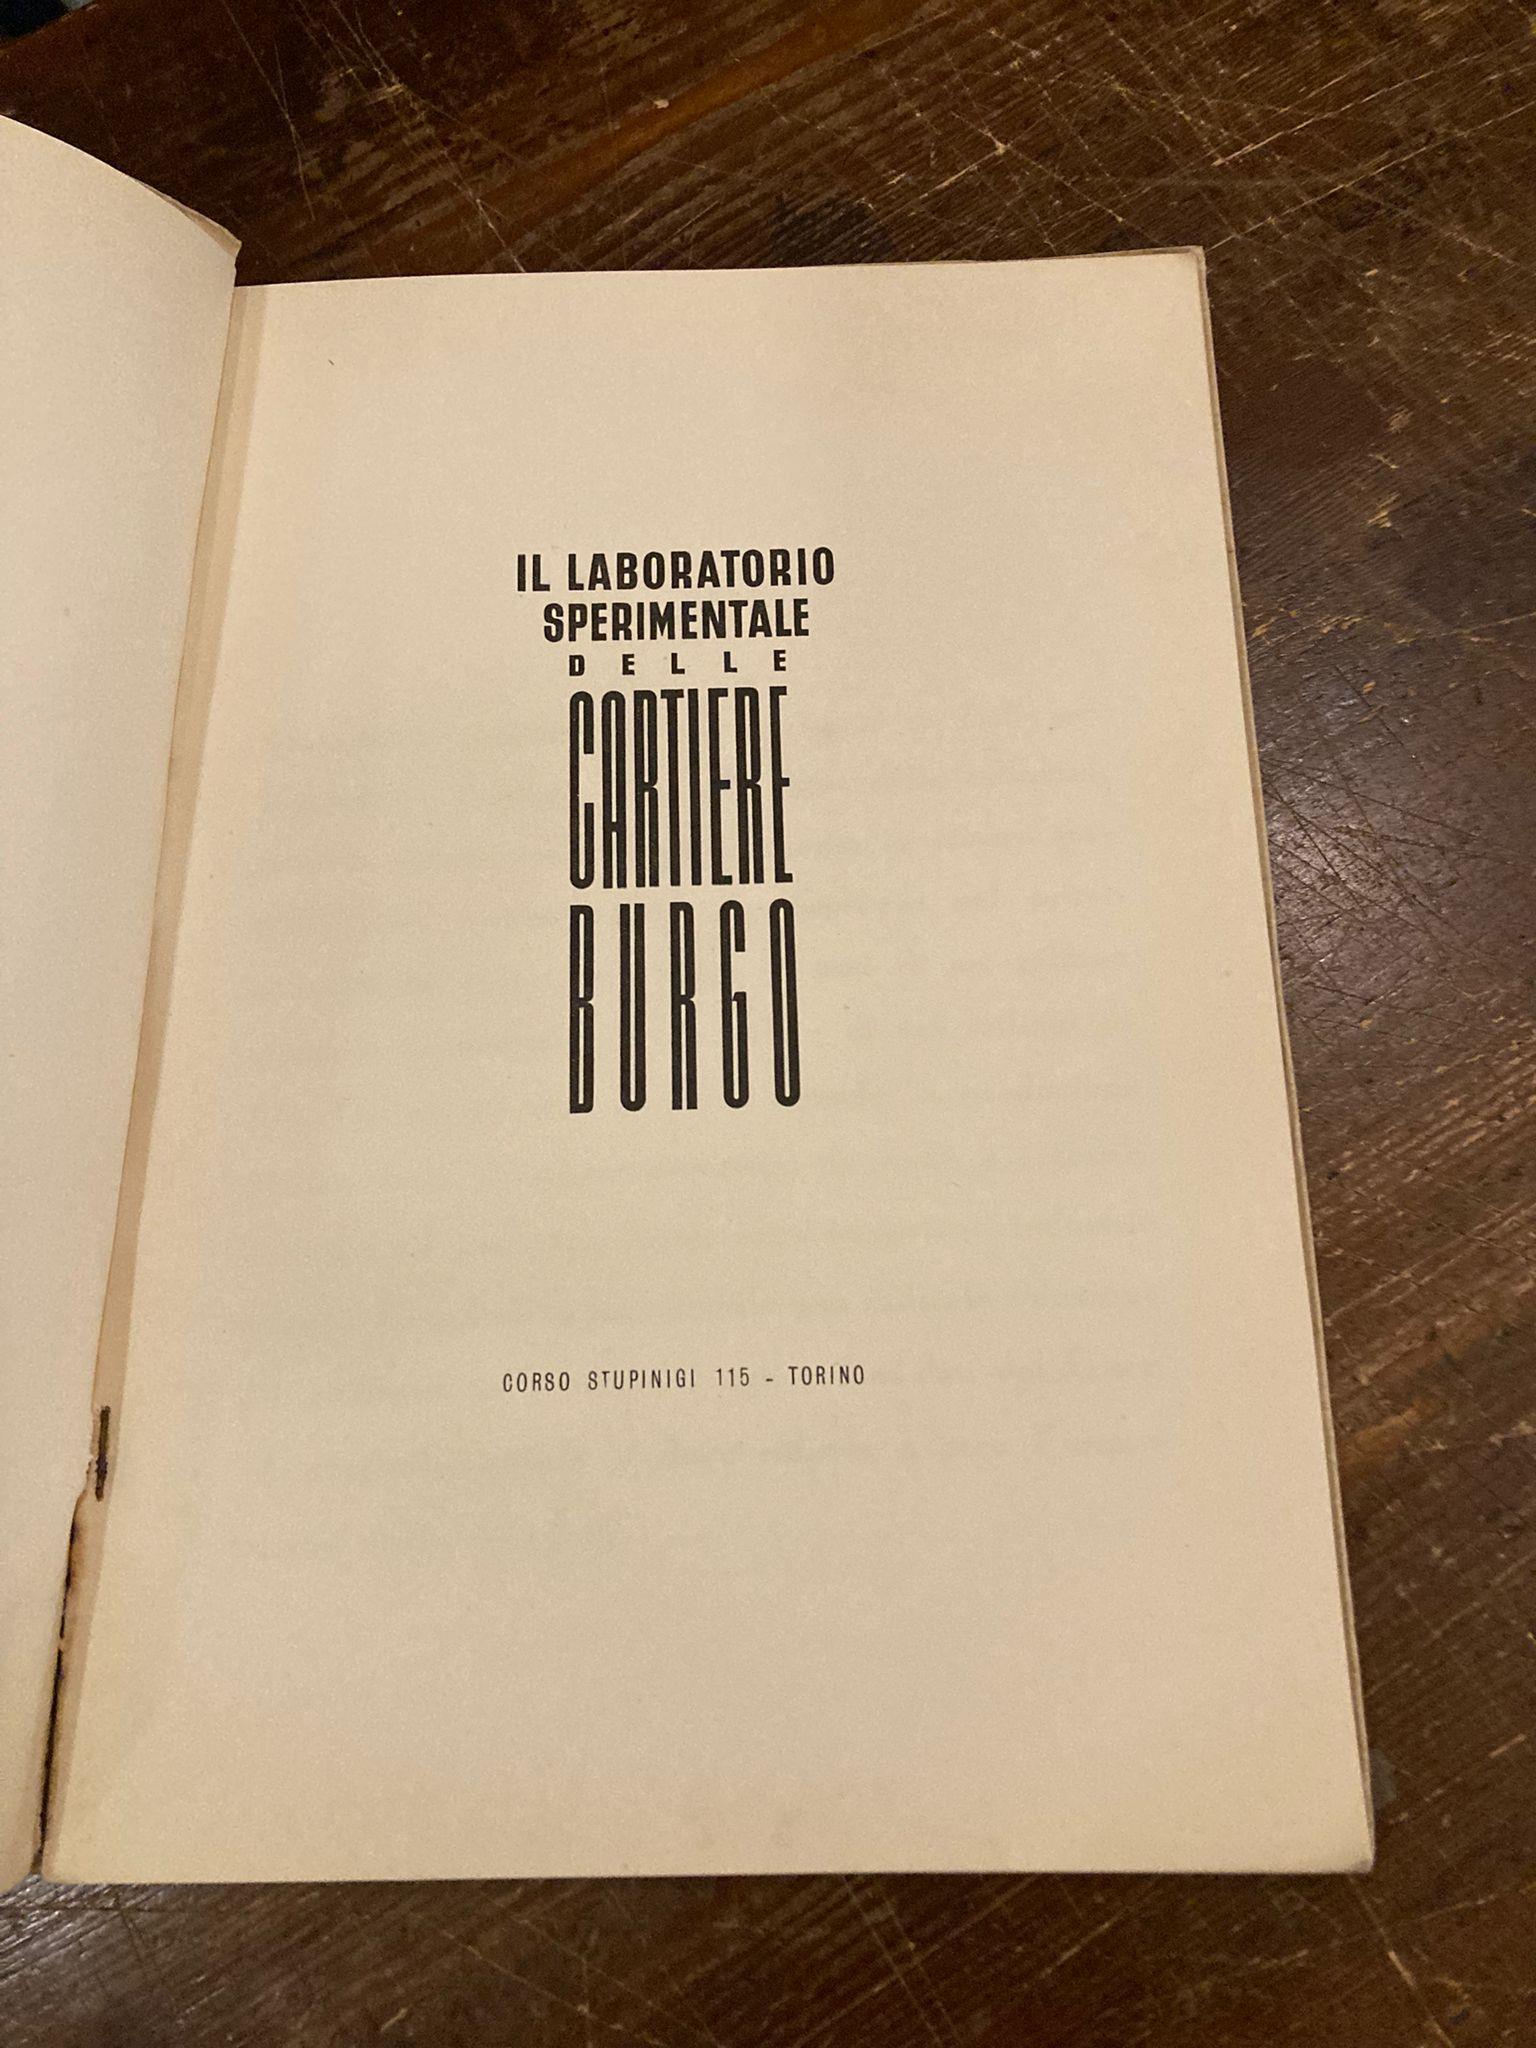 IL LABORATORIO
SPERIMENTALE
DELLE
CARTIERE
BURGO
CORSO STUPINIGI 115 - TORINO